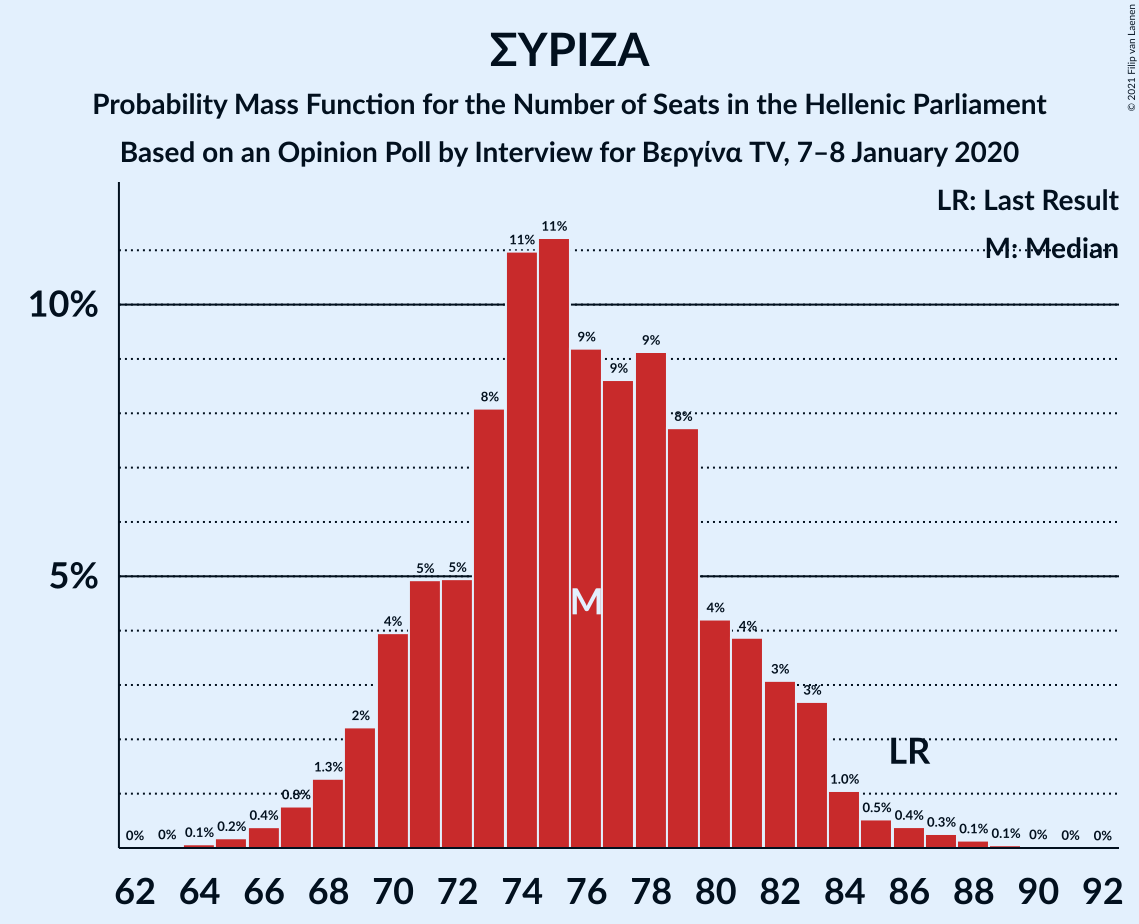 © 2021 Filip van Laenen
ΣΥΡΙΖΑ
Probability Mass Function for the Number of Seats in the Hellenic Parliament
Based on an Opinion Poll by Interview for Βεργίνα TV, 7–8 January 2020
LR: Last Result
M: Median
10%
5%
0% 0% 0.1% 0.2% 0.4% 0.8% 1.3% 2% 4% 5% 5% 8% 11% 11% 9% 9% 9% 8% 4% 4% 3% 3% 1.0% 0.5% 0.4% 0.3% 0.1% 0.1% 0% 0% 0%
M
LR
62 64 66 68 70 72 74 76 78 80 82 84 86 88 90 92